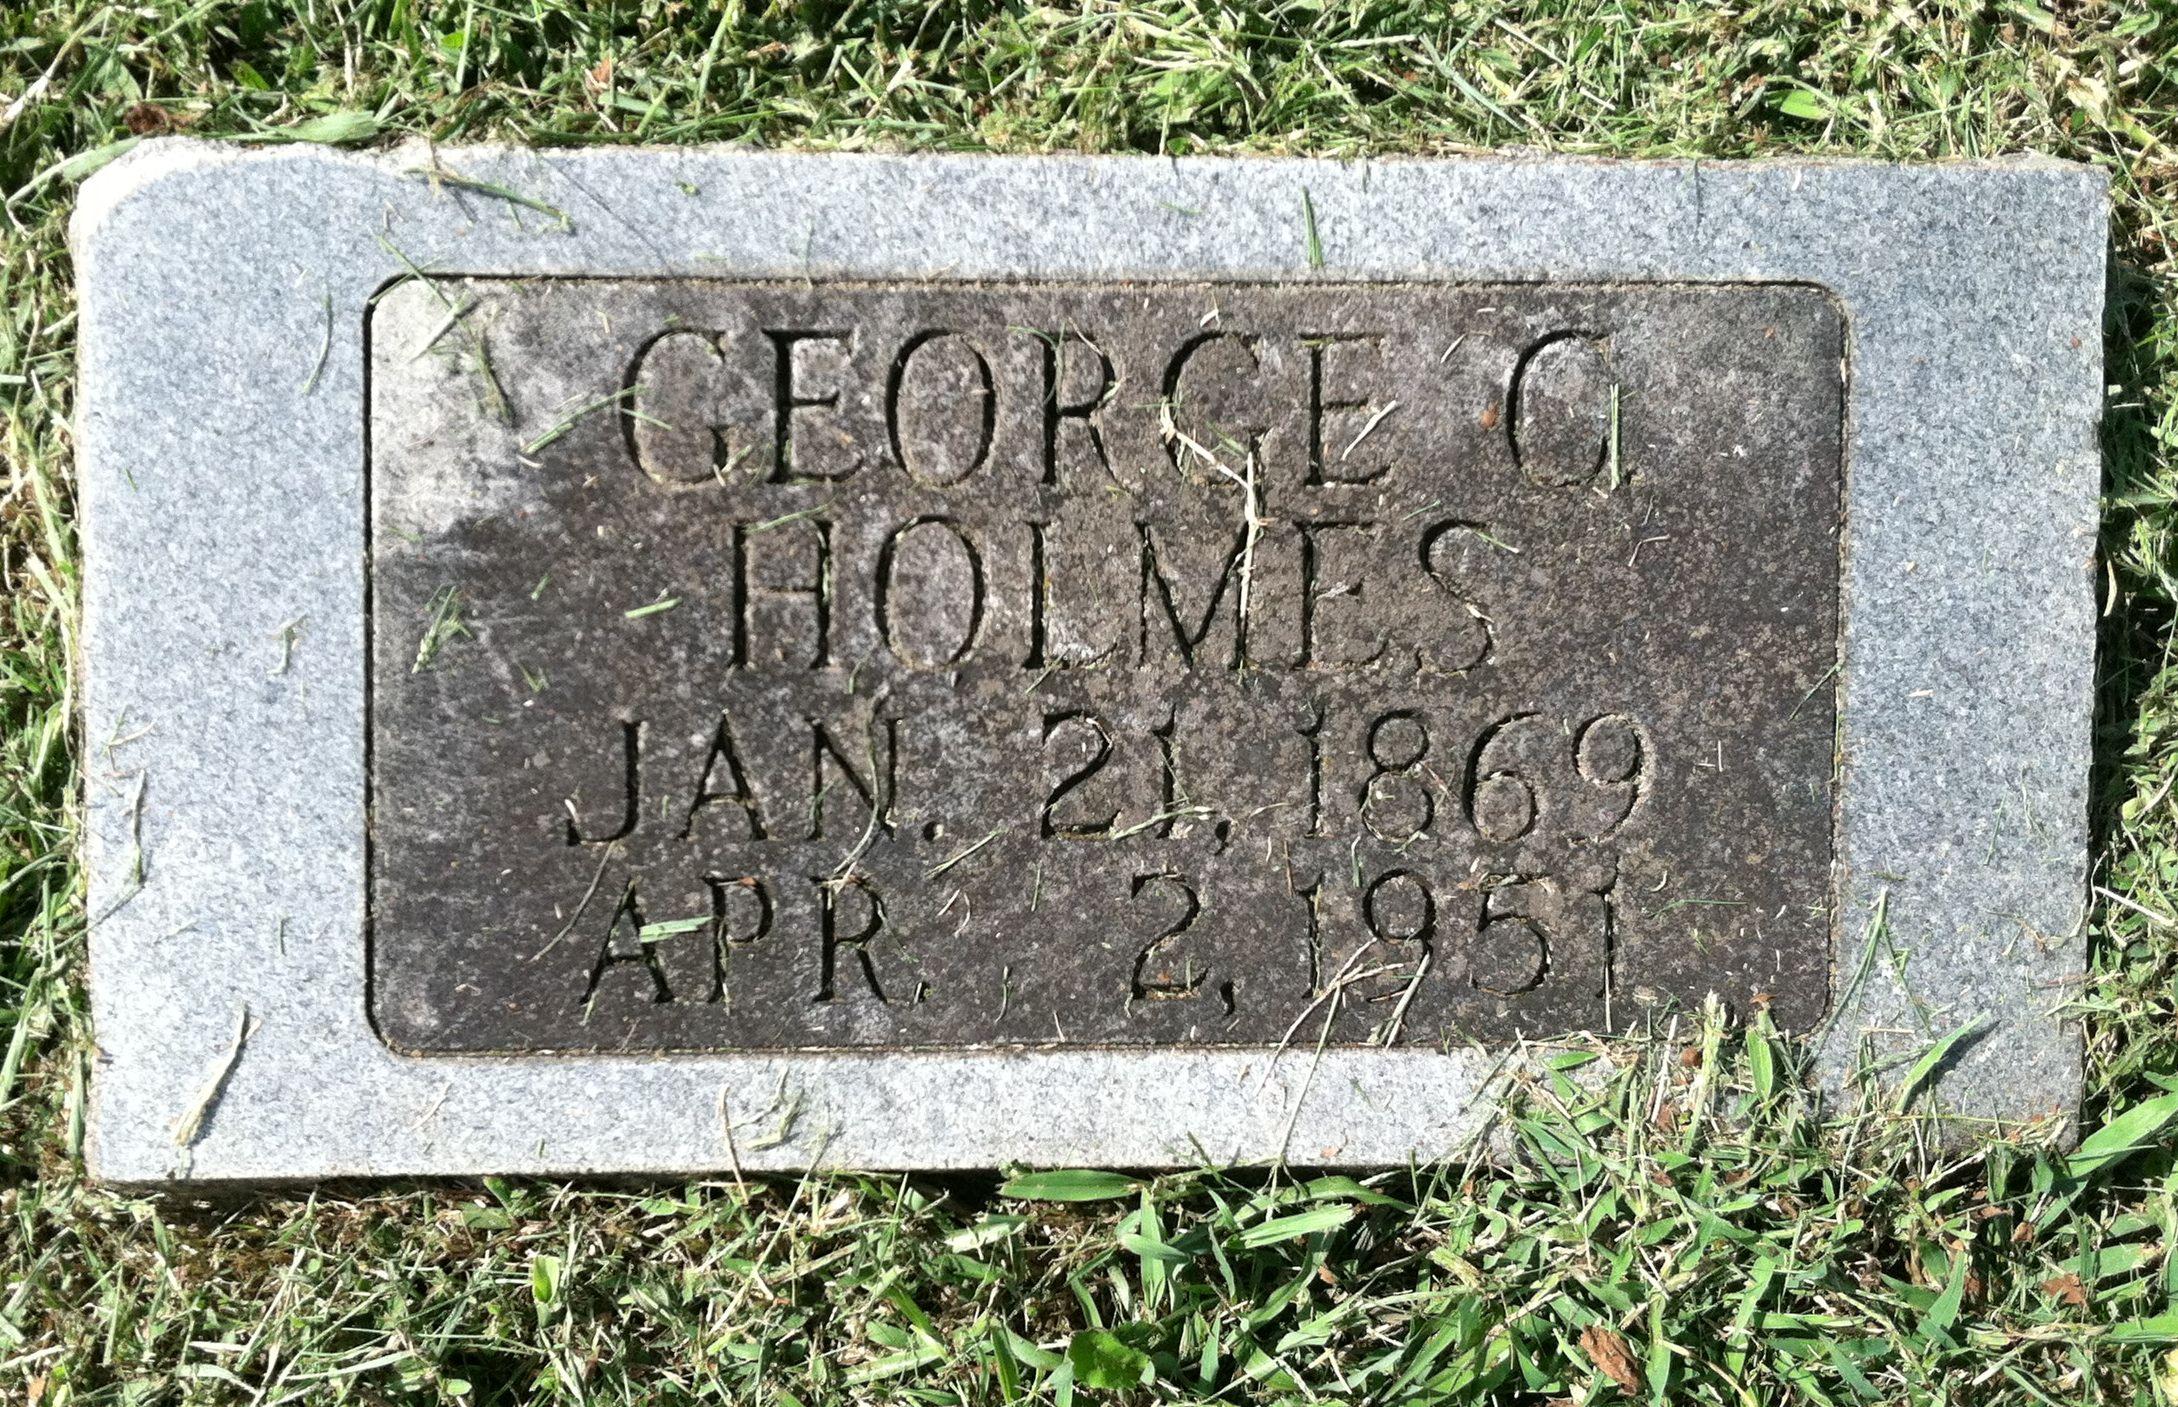 GEORGE
HOLMES
JAN. 21, 1869
APR. 2, 1951